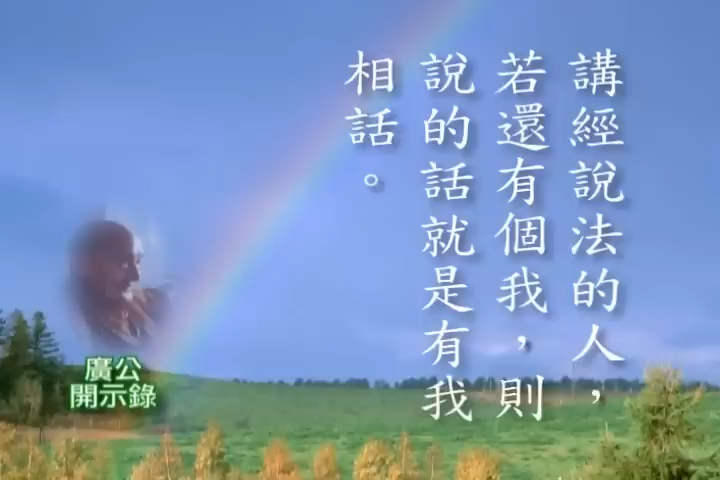 講經說法的人，
若還有個我，則
說的話就是有我
相話。
廣公
開示錄